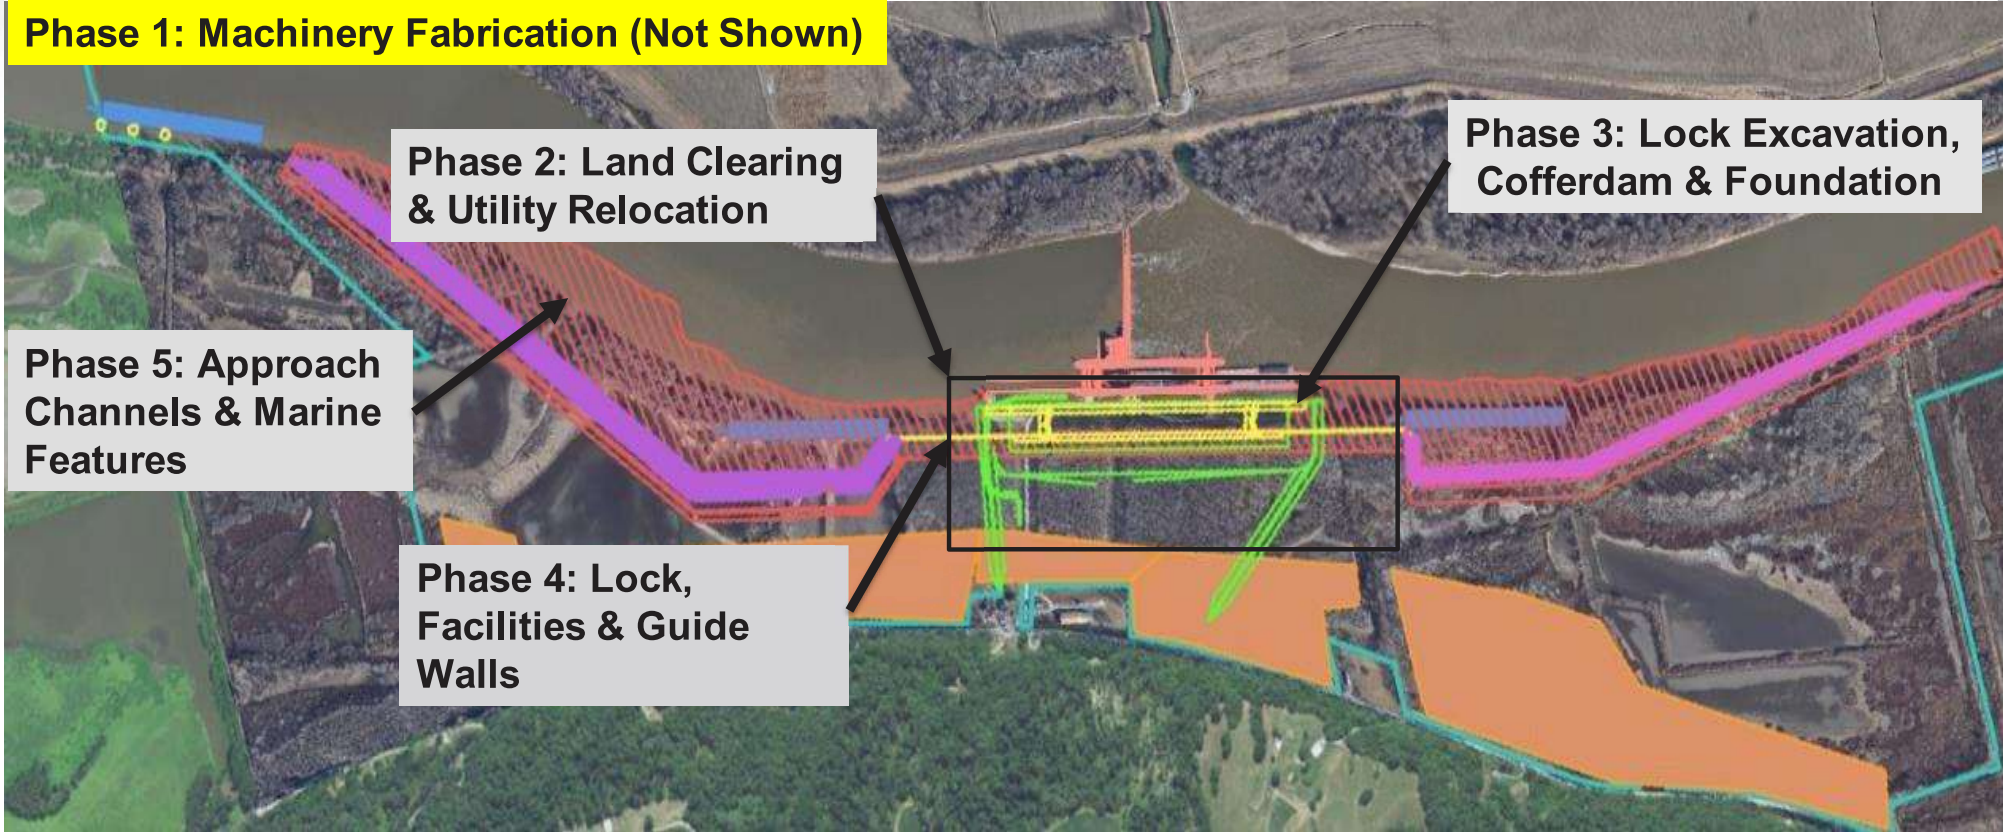 Phase 1: Machinery Fabrication (Not Shown)
Phase 2: Land Clearing
& Utility Relocation
Phase 3: Lock Excavation,
Cofferdam & Foundation
Phase 5: Approach
Channels & Marine
Features
Phase 4: Lock,
Facilities & Guide
Walls